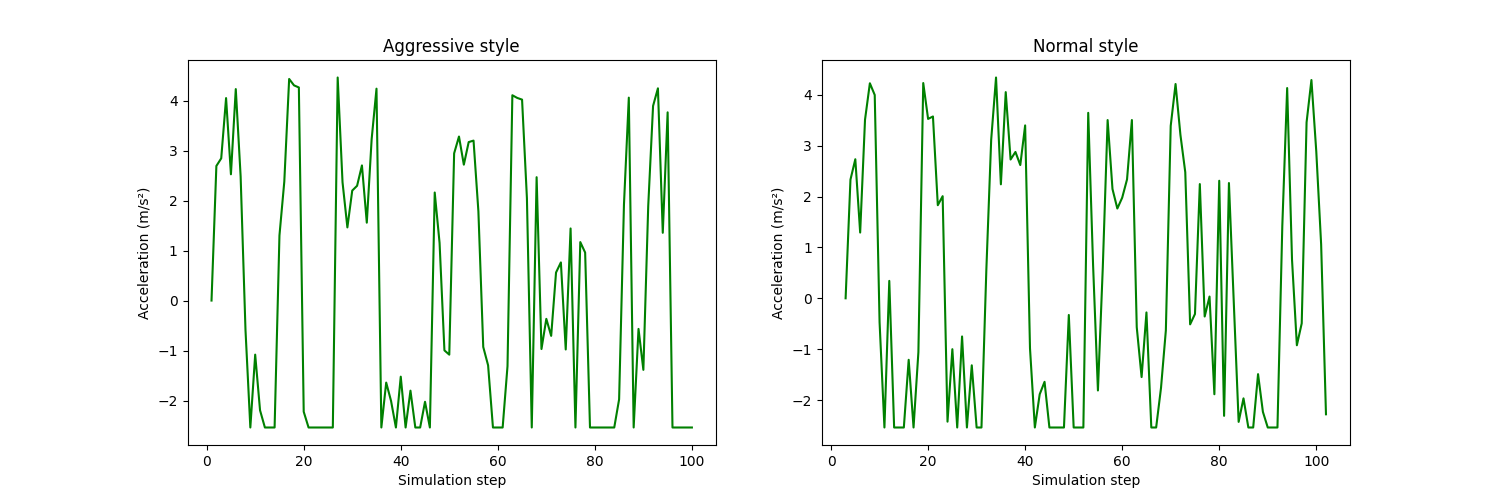 Aggressive style
Acceleration (m/s²)
4
3
2
1
0
−1
−2
0 20 40 60 80 100
Simulation step
Normal style
Acceleration (m/s²)
4
3
2
1
0
−1
−2
0 20 40 60 80 100
Simulation step